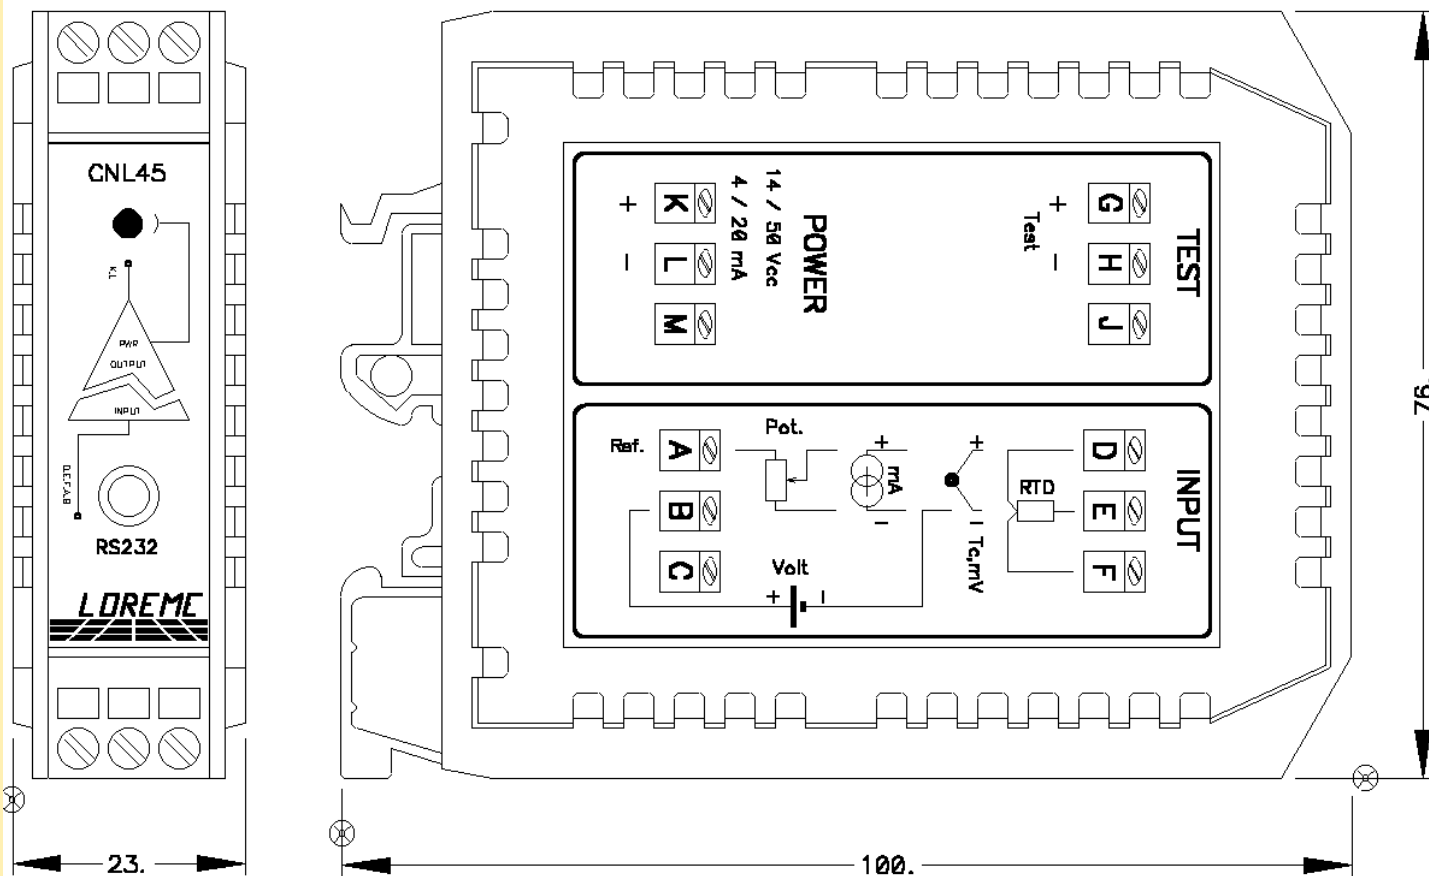 CNL45
K.L
PWR
OUTPUT
INPUT
D.E.F.A.B
RS232
LOREME
23.
POWER
14 / 50 Vcc
4 / 20 mA
K
L
M
+
−
TEST
Test
G
H
J
+
−
INPUT
Ref.
A
B
C
Pot.
+
mA
−
+
−
Tc,mV
Volt
+
−
RTD
D
E
F
100.
76.